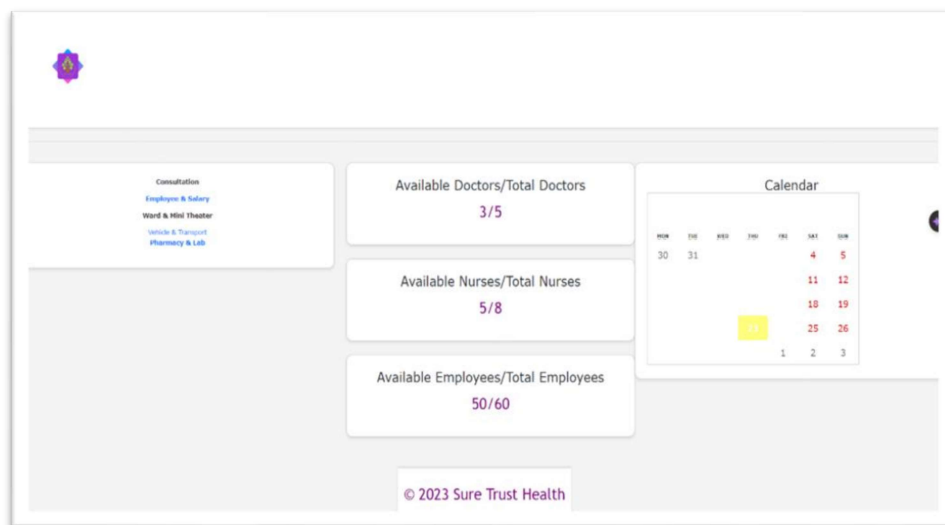 Consultation
Employee & Salary
Ward & Mini Theater
Vehicle & Transport
Pharmacy & Lab
Available Doctors/Total Doctors
3/5
Available Nurses/Total Nurses
5/8
Available Employees/Total Employees
50/60
Calendar
MON TUE WED THU FRI SAT SUN
30 31 4 5
11 12
18 19
25 26
1 2 3
© 2023 Sure Trust Health